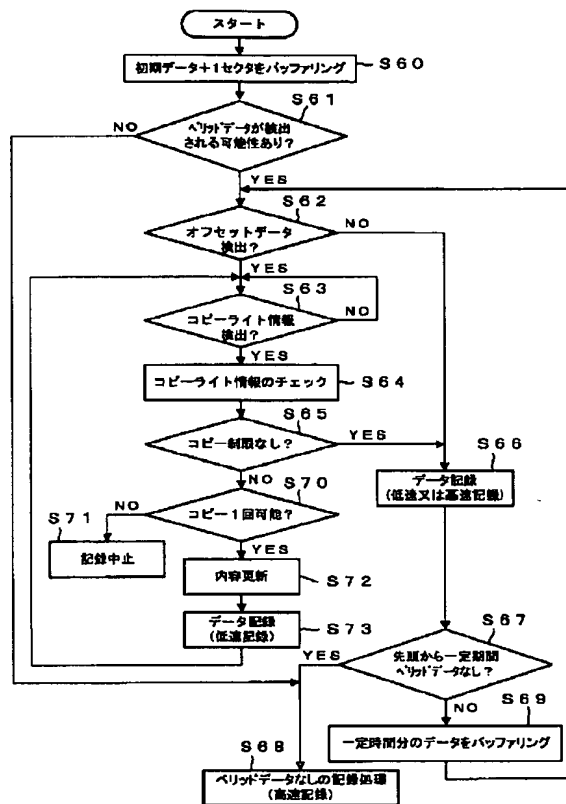 スタート
初期データ+1セクタをバッファリング
S60
S61
NO
ベリッドデータが検出
される可能性あり?
YES
S62
オフセットデータ
検出?
NO
YES
S63
コピーライト情報
検出?
NO
YES
コピーライト情報のチェック
S64
S65
コピー制限なし?
YES
S66
データ記録
(低速又は高速記録)
NO
S70
コピー1回可能?
NO
S71
記録中止
YES
内容更新
S72
データ記録
(低速記録)
S73
S67
先頭から一定期間
ベリッドデータなし?
YES
NO
S69
一定時間分のデータをバッファリング
S68
ベリッドデータなしの記録処理
(高速記録)